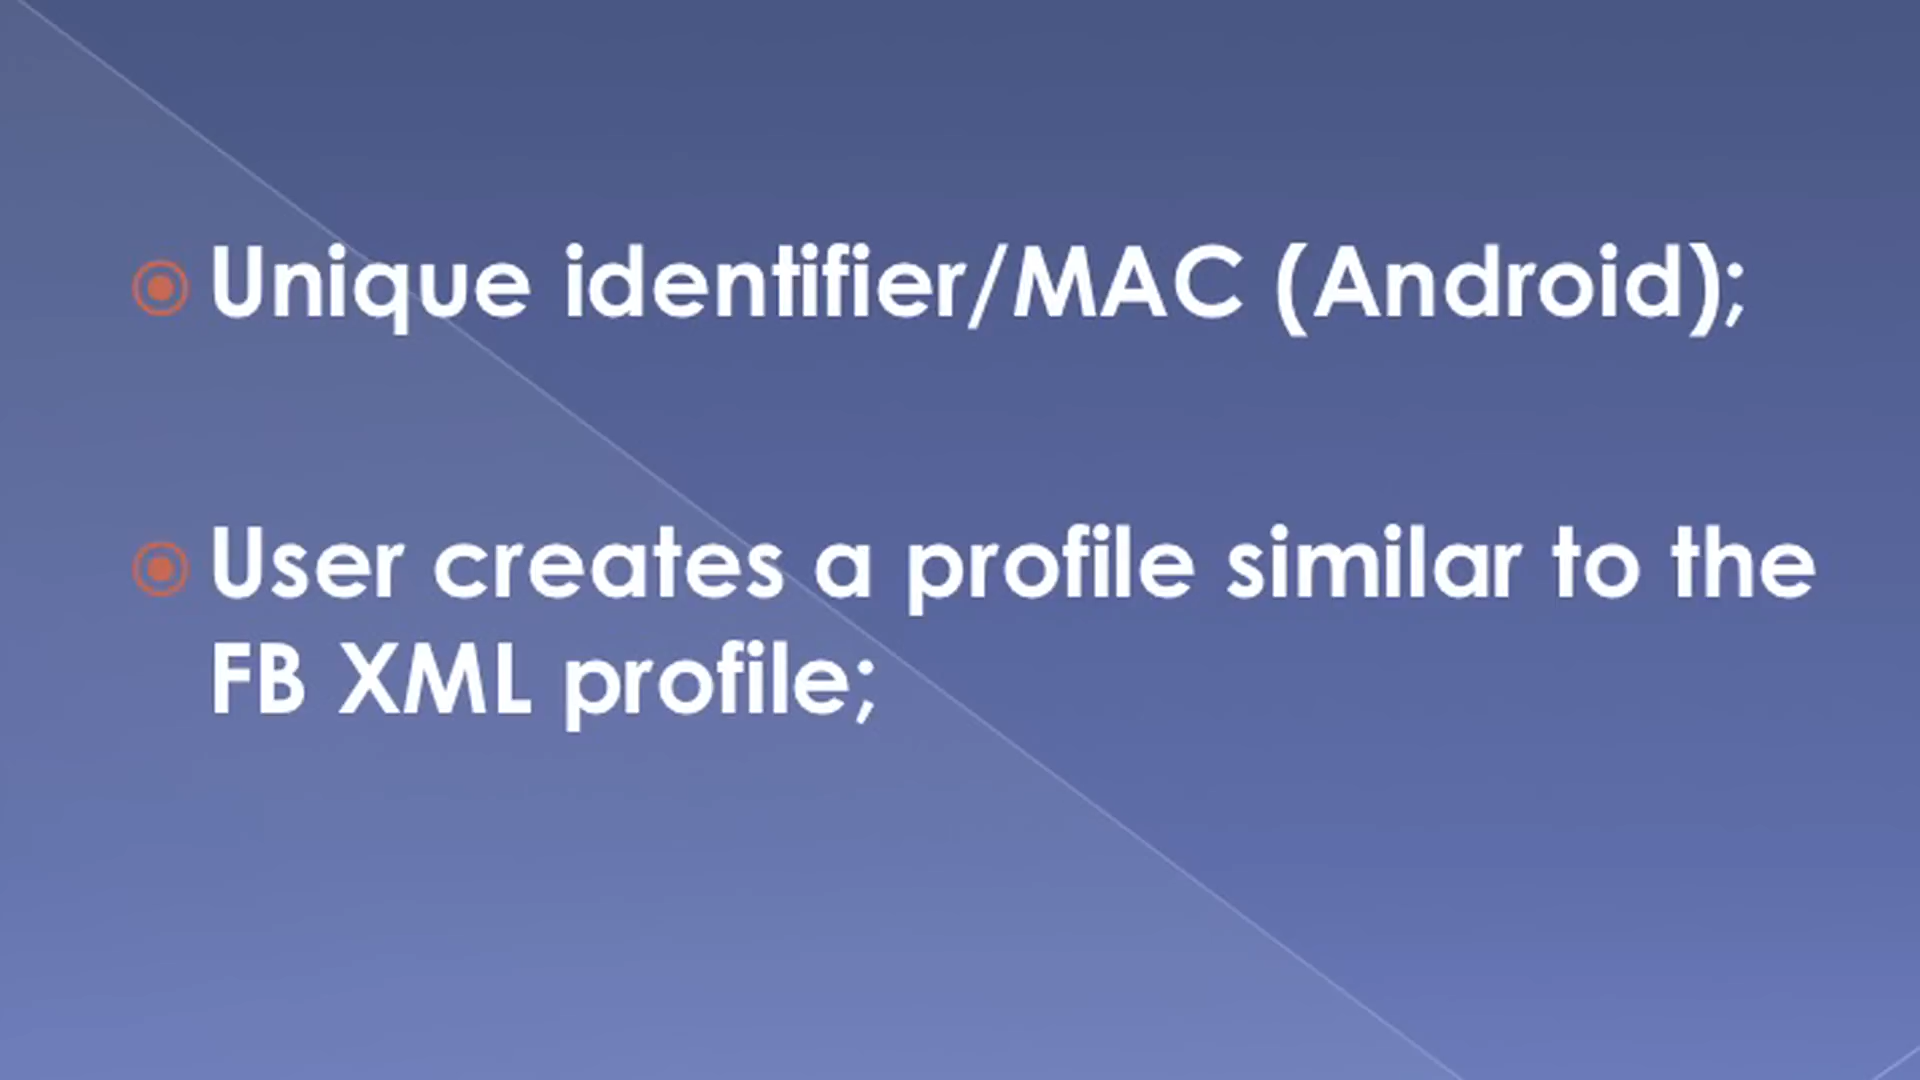 Unique identifier/MAC (Android);
User creates a profile similar to the
FB XML profile;